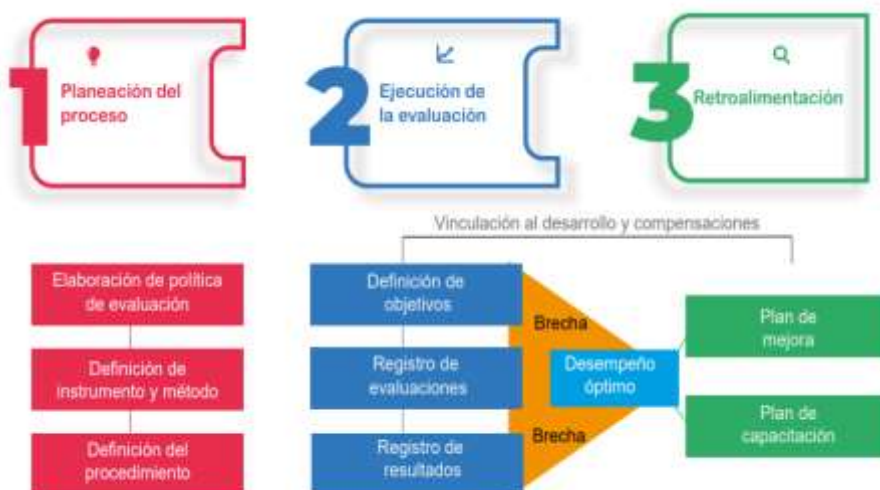 1
Planeación del
proceso
2
Ejecución de
la evaluación
3
Retroalimentación
Vinculación al desarrollo y compensaciones
Elaboración de política
de evaluación
Definición de
instrumento y método
Definición del
procedimiento
Definición de
objetivos
Registro de
evaluaciones
Registro de
resultados
Brecha
Desempeño
óptimo
Brecha
Plan de
mejora
Plan de
capacitación